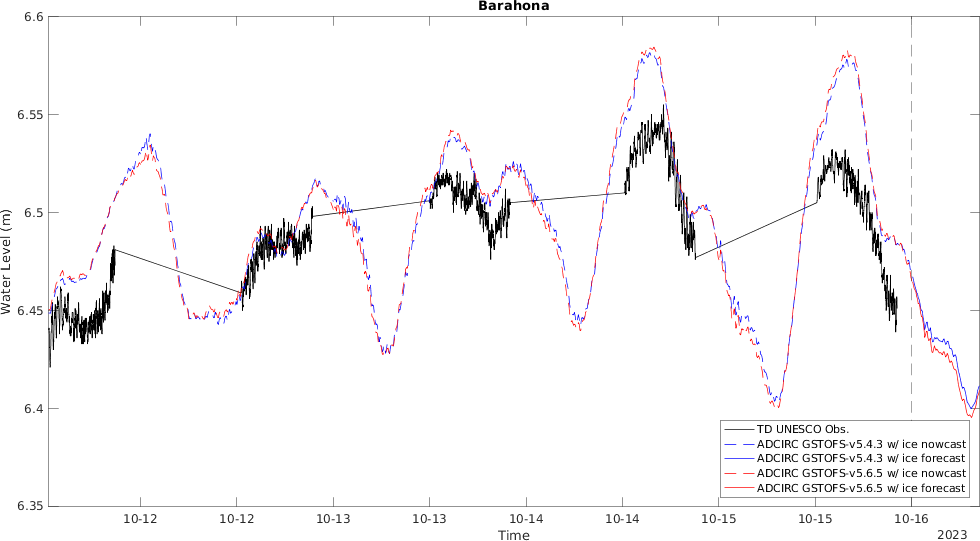 Barahona
6.6
6.55
6.5
6.45
6.4
6.35
Water Level (m)
TD UNESCO Obs.
ADCIRC GSTOFS-v5.4.3 w/ ice nowcast
ADCIRC GSTOFS-v5.4.3 w/ ice forecast
ADCIRC GSTOFS-v5.6.5 w/ ice nowcast
ADCIRC GSTOFS-v5.6.5 w/ ice forecast
10-12 10-12 10-13 10-13 10-14 10-14 10-15 10-15 10-16
Time
2023